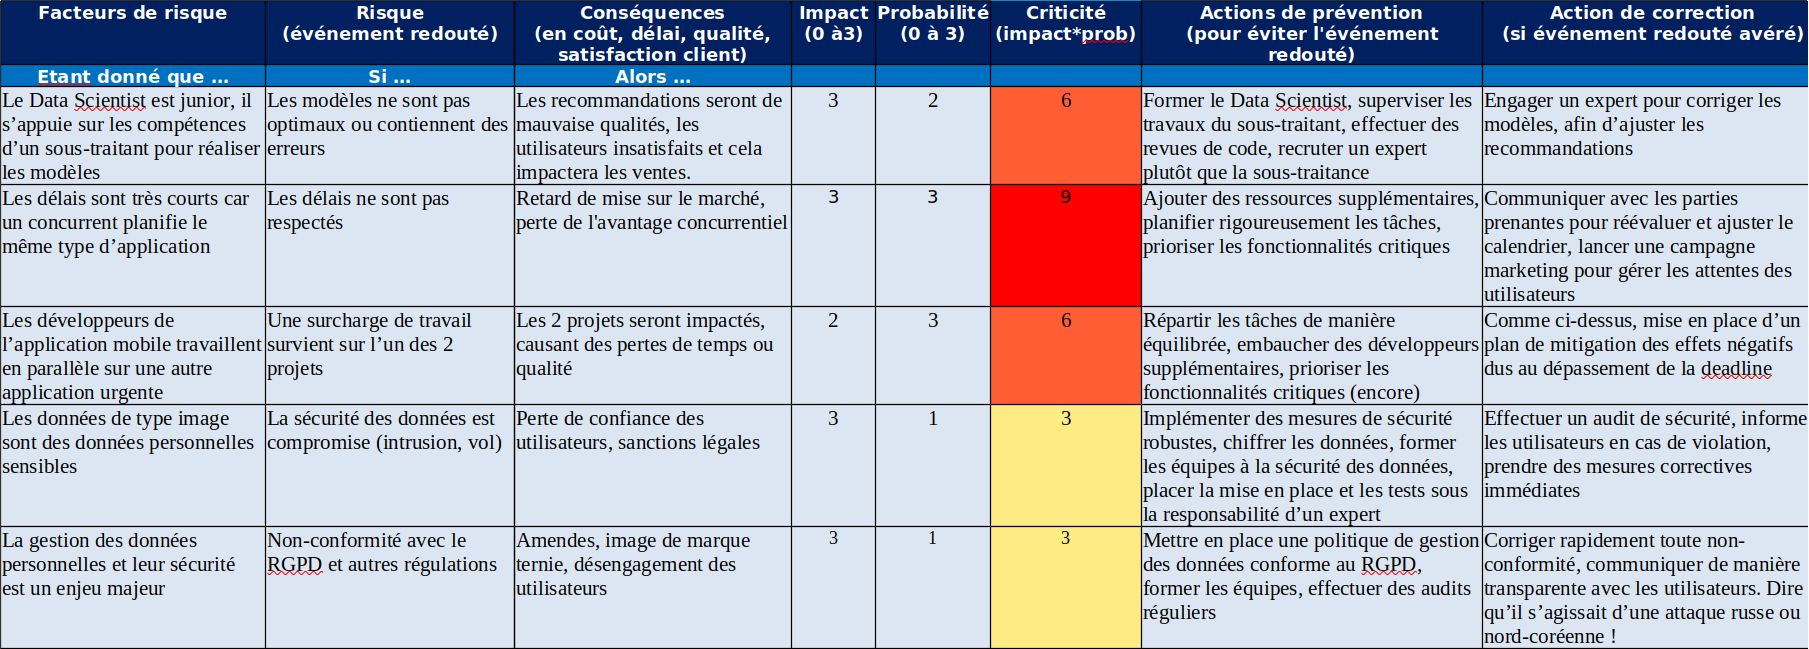 Facteurs de risque
Risque
(événement redouté)
Conséquences
(en coût, délai, qualité,
satisfaction client)
Impact
(0 à3)
Probabilité
(0 à 3)
Criticité
(impact*prob)
Actions de prévention
(pour éviter l'événement
redouté)
Action de correction
(si événement redouté avéré)
Etant donné que ...
Si ...
Alors ...
Le Data Scientist est junior, il
s’appuie sur les compétences
d’un sous-traitant pour réaliser
les modèles
Les modèles ne sont pas
optimaux ou contiennent des
erreurs
Les recommandations seront de
mauvaise qualités, les
utilisateurs insatisfaits et cela
impactera les ventes.
3
2
6
Former le Data Scientist, superviser les
travaux du sous-traitant, effectuer des
revues de code, recruter un expert
plutôt que la sous-traitance
Engager un expert pour corriger les
modèles, afin d’ajuster les
recommandations
Les délais sont très courts car
un concurrent planifie le
même type d’application
Les délais ne sont pas
respectés
Retard de mise sur le marché,
perte de l'avantage concurrentiel
3
3
9
Ajouter des ressources supplémentaires,
planifier rigoureusement les tâches,
prioriser les fonctionnalités critiques
Communiquer avec les parties
prenantes pour réévaluer et ajuster le
calendrier, lancer une campagne
marketing pour gérer les attentes des
utilisateurs
Les développeurs de
l’application mobile travaillent
en parallèle sur une autre
application urgente
Une surcharge de travail
survient sur l’un des 2
projets
Les 2 projets seront impactés,
causant des pertes de temps ou
qualité
2
3
6
Répartir les tâches de manière
équilibrée, embaucher des développeurs
supplémentaires, prioriser les
fonctionnalités critiques (encore)
Comme ci-dessus, mise en place d’un
plan de mitigation des effets négatifs
dus au dépassement de la deadline
Les données de type image
sont des données personnelles
sensibles
La sécurité des données est
compromise (intrusion, vol)
Perte de confiance des
utilisateurs, sanctions légales
3
1
3
Implémenter des mesures de sécurité
robustes, chiffrer les données, former
les équipes à la sécurité des données,
placer la mise en place et les tests sous
la responsabilité d’un expert
Effectuer un audit de sécurité, informe
les utilisateurs en cas de violation,
prendre des mesures correctives
immédiates
La gestion des données
personnelles et leur sécurité
est un enjeu majeur
Non-conformité avec le
RGPD et autres régulations
Amendes, image de marque
ternie, désengagement des
utilisateurs
3
1
3
Mettre en place une politique de gestion
des données conforme au RGPD,
former les équipes, effectuer des audits
réguliers
Corriger rapidement toute non-
conformité, communiquer de manière
transparente avec les utilisateurs. Dire
qu’il s’agissait d’une attaque russe ou
nord-coréenne !